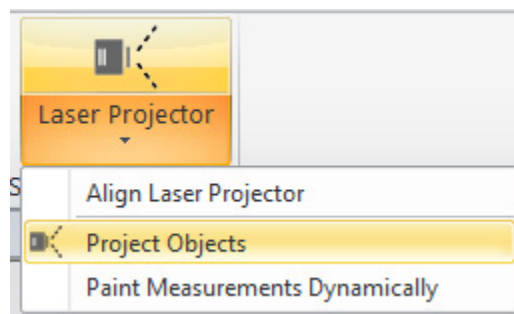 Laser Projector
S
Align Laser Projector
Project Objects
Paint Measurements Dynamically